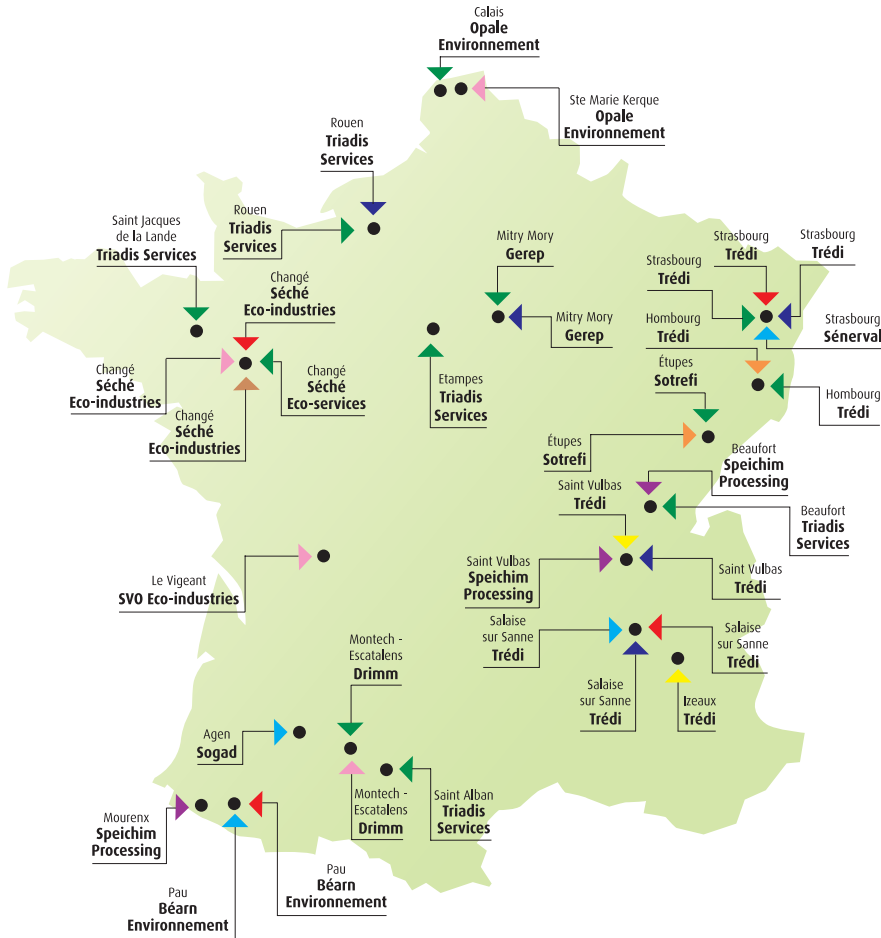 Calais
Opale
Environnement
Ste Marie Kerque
Opale
Environnement
Rouen
Triadis
Services
Rouen
Triadis
Services
Saint Jacques
de la Lande
Triadis Services
Mitry Mory
Gerep
Mitry Mory
Gerep
Strasbourg
Trédi
Strasbourg
Trédi
Strasbourg
Trédi
Strasbourg
Sénerval
Changé
Séché
Eco-industries
Changé
Séché
Eco-industries
Changé
Séché
Eco-services
Changé
Séché
Eco-industries
Etampes
Triadis
Services
Hombourg
Trédi
Hombourg
Trédi
Étupes
Sotrefi
Étupes
Sotrefi
Beaufort
Speichim
Processing
Beaufort
Triadis
Services
Saint Vulbas
Trédi
Saint Vulbas
Speichim
Processing
Saint Vulbas
Trédi
Le Vigeant
SVO Eco-industries
Salaise
sur Sanne
Trédi
Salaise
sur Sanne
Trédi
Salaise
sur Sanne
Trédi
Izeaux
Trédi
Montech -
Escatalens
Drimm
Agen
Sogad
Montech -
Escatalens
Drimm
Saint Alban
Triadis
Services
Mourenx
Speichim
Processing
Pau
Béarn
Environnement
Pau
Béarn
Environnement